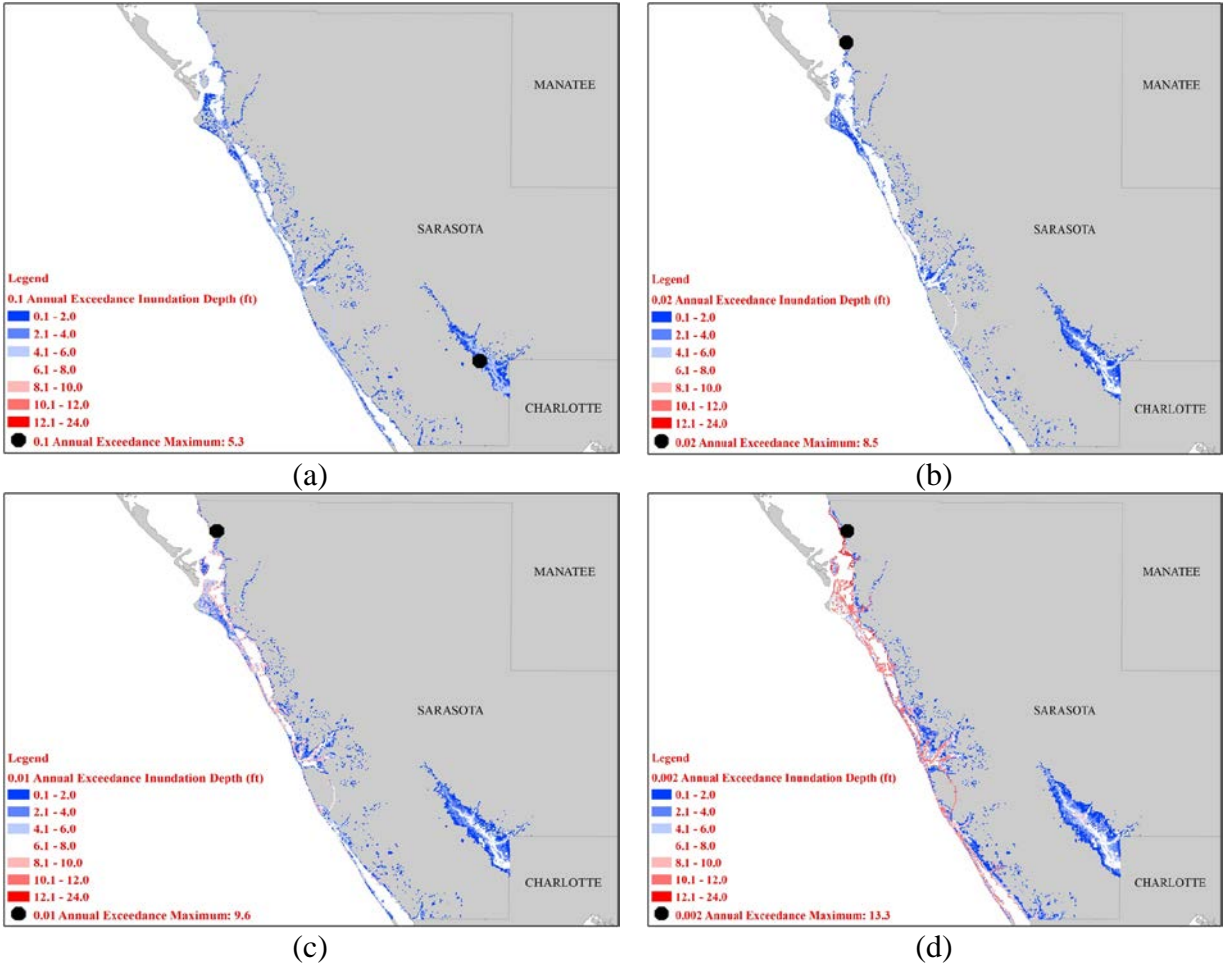 MANATEE
SARASOTA
Legend
0.1 Annual Exceedance Inundation Depth (ft)
0.1 - 2.0
2.1 - 4.0
4.1 - 6.0
6.1 - 8.0
8.1 - 10.0
10.1 - 12.0
12.1 - 24.0
CHARLOTTE
0.1 Annual Exceedance Maximum: 5.3
(a)
MANATEE
SARASOTA
Legend
0.02 Annual Exceedance Inundation Depth (ft)
0.1 - 2.0
2.1 - 4.0
4.1 - 6.0
6.1 - 8.0
8.1 - 10.0
10.1 - 12.0
12.1 - 24.0
CHARLOTTE
0.02 Annual Exceedance Maximum: 8.5
(b)
MANATEE
SARASOTA
Legend
0.01 Annual Exceedance Inundation Depth (ft)
0.1 - 2.0
2.1 - 4.0
4.1 - 6.0
6.1 - 8.0
8.1 - 10.0
10.1 - 12.0
12.1 - 24.0
CHARLOTTE
0.01 Annual Exceedance Maximum: 9.6
(c)
MANATEE
SARASOTA
Legend
0.002 Annual Exceedance Inundation Depth (ft)
0.1 - 2.0
2.1 - 4.0
4.1 - 6.0
6.1 - 8.0
8.1 - 10.0
10.1 - 12.0
12.1 - 24.0
CHARLOTTE
0.002 Annual Exceedance Maximum: 13.3
(d)